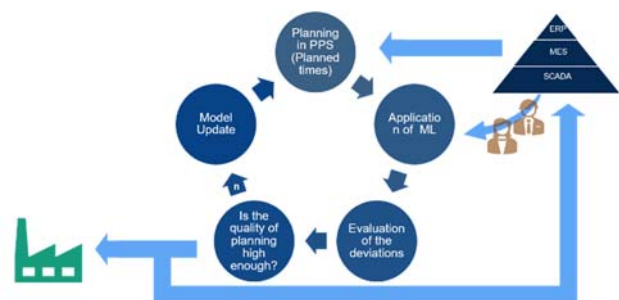 Planning
in PPS
(Planned
times)
ERP
MES
SCADA
Model
Update
Applicatio
n of ML
n
Is the
quality of
planning
high
enough?
Evaluation
of the
deviations